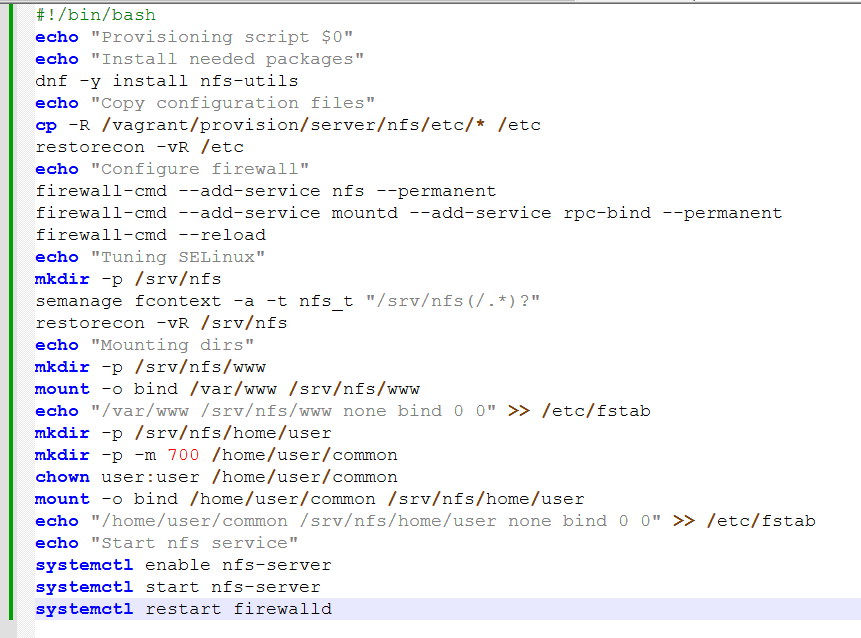 #!/bin/bash
echo "Provisioning script $0"
echo "Install needed packages"
dnf -y install nfs-utils
echo "Copy configuration files"
cp -R /vagrant/provision/server/nfs/etc/* /etc
restorecon -vR /etc
echo "Configure firewall"
firewall-cmd --add-service nfs --permanent
firewall-cmd --add-service mountd --add-service rpc-bind --permanent
firewall-cmd --reload
echo "Tuning SELinux"
mkdir -p /srv/nfs
semanage fcontext -a -t nfs_t "/srv/nfs(/.*)?"
restorecon -vR /srv/nfs
echo "Mounting dirs"
mkdir -p /srv/nfs/www
mount -o bind /var/www /srv/nfs/www
echo "/var/www /srv/nfs/www none bind 0 0" >> /etc/fstab
mkdir -p /srv/nfs/home/user
mkdir -p -m 700 /home/user/common
chown user:user /home/user/common
mount -o bind /home/user/common /srv/nfs/home/user
echo "/home/user/common /srv/nfs/home/user none bind 0 0" >> /etc/fstab
echo "Start nfs service"
systemctl enable nfs-server
systemctl start nfs-server
systemctl restart firewalld